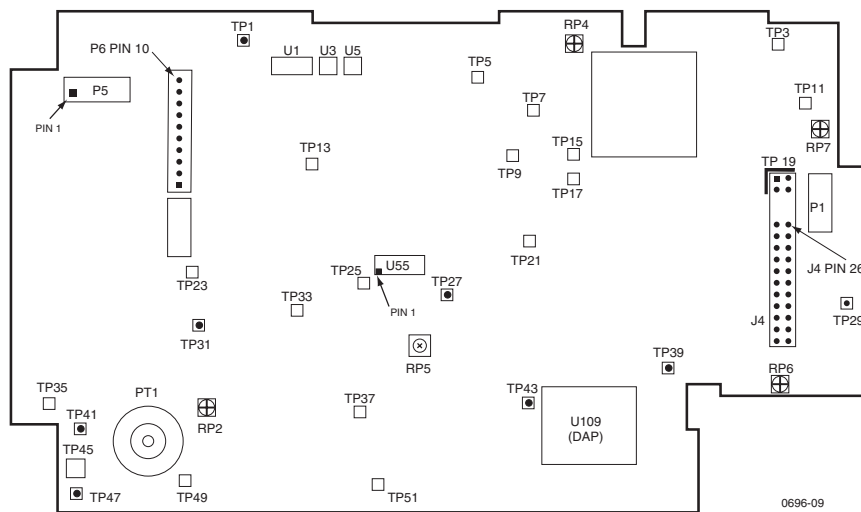 TP1
RP4
TP3
P6 PIN 10
U1
U3
U5
TP5
P5
TP7
TP11
PIN 1
RP7
TP13
TP15
TP9
TP 19
TP17
P1
TP21
U55
TP23
TP25
TP27
J4 PIN 26
TP33
PIN 1
J4
TP29
TP31
RP5
TP39
RP6
TP35
PT1
TP43
TP41
RP2
TP37
U109
(DAP)
TP45
TP47
TP49
TP51
0696-09